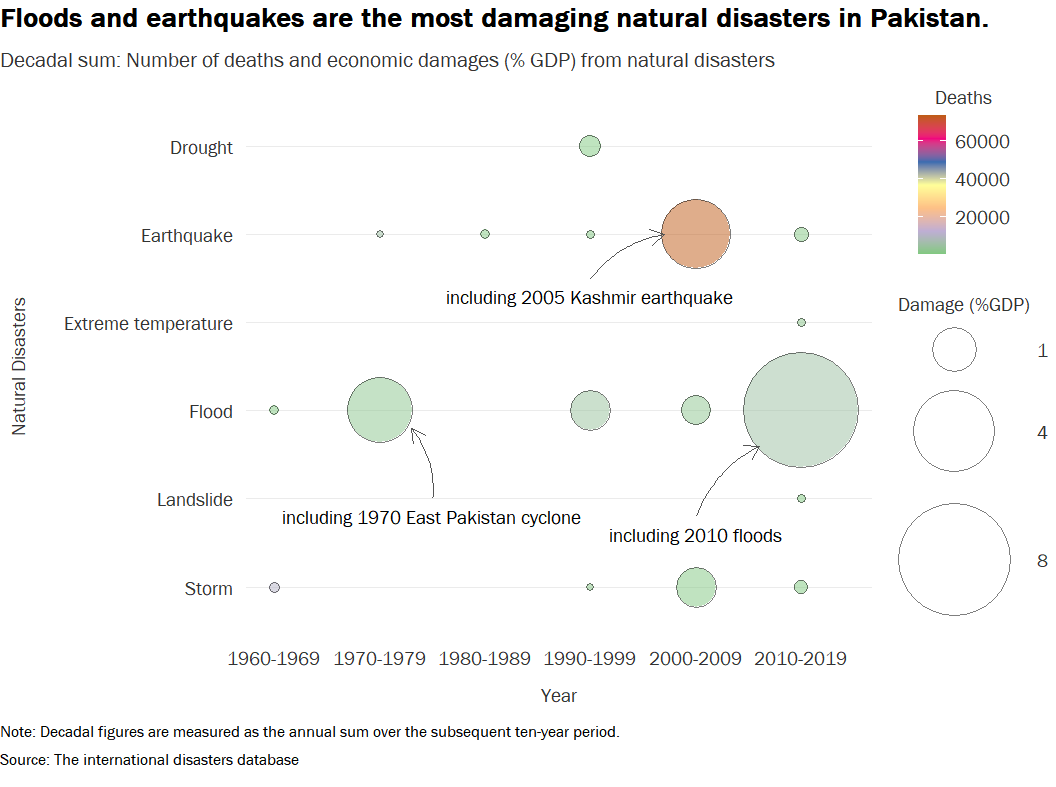 Floods and earthquakes are the most damaging natural disasters in Pakistan.
Decadal sum: Number of deaths and economic damages (% GDP) from natural disasters
Deaths
60000
40000
20000
Damage (%GDP)
1
4
8
Natural Disasters
Drought
Earthquake
including 2005 Kashmir earthquake
Extreme temperature
Flood
Landslide
including 1970 East Pakistan cyclone
including 2010 floods
Storm
1960-1969 1970-1979 1980-1989 1990-1999 2000-2009 2010-2019
Year
Note: Decadal figures are measured as the annual sum over the subsequent ten-year period.
Source: The international disasters database